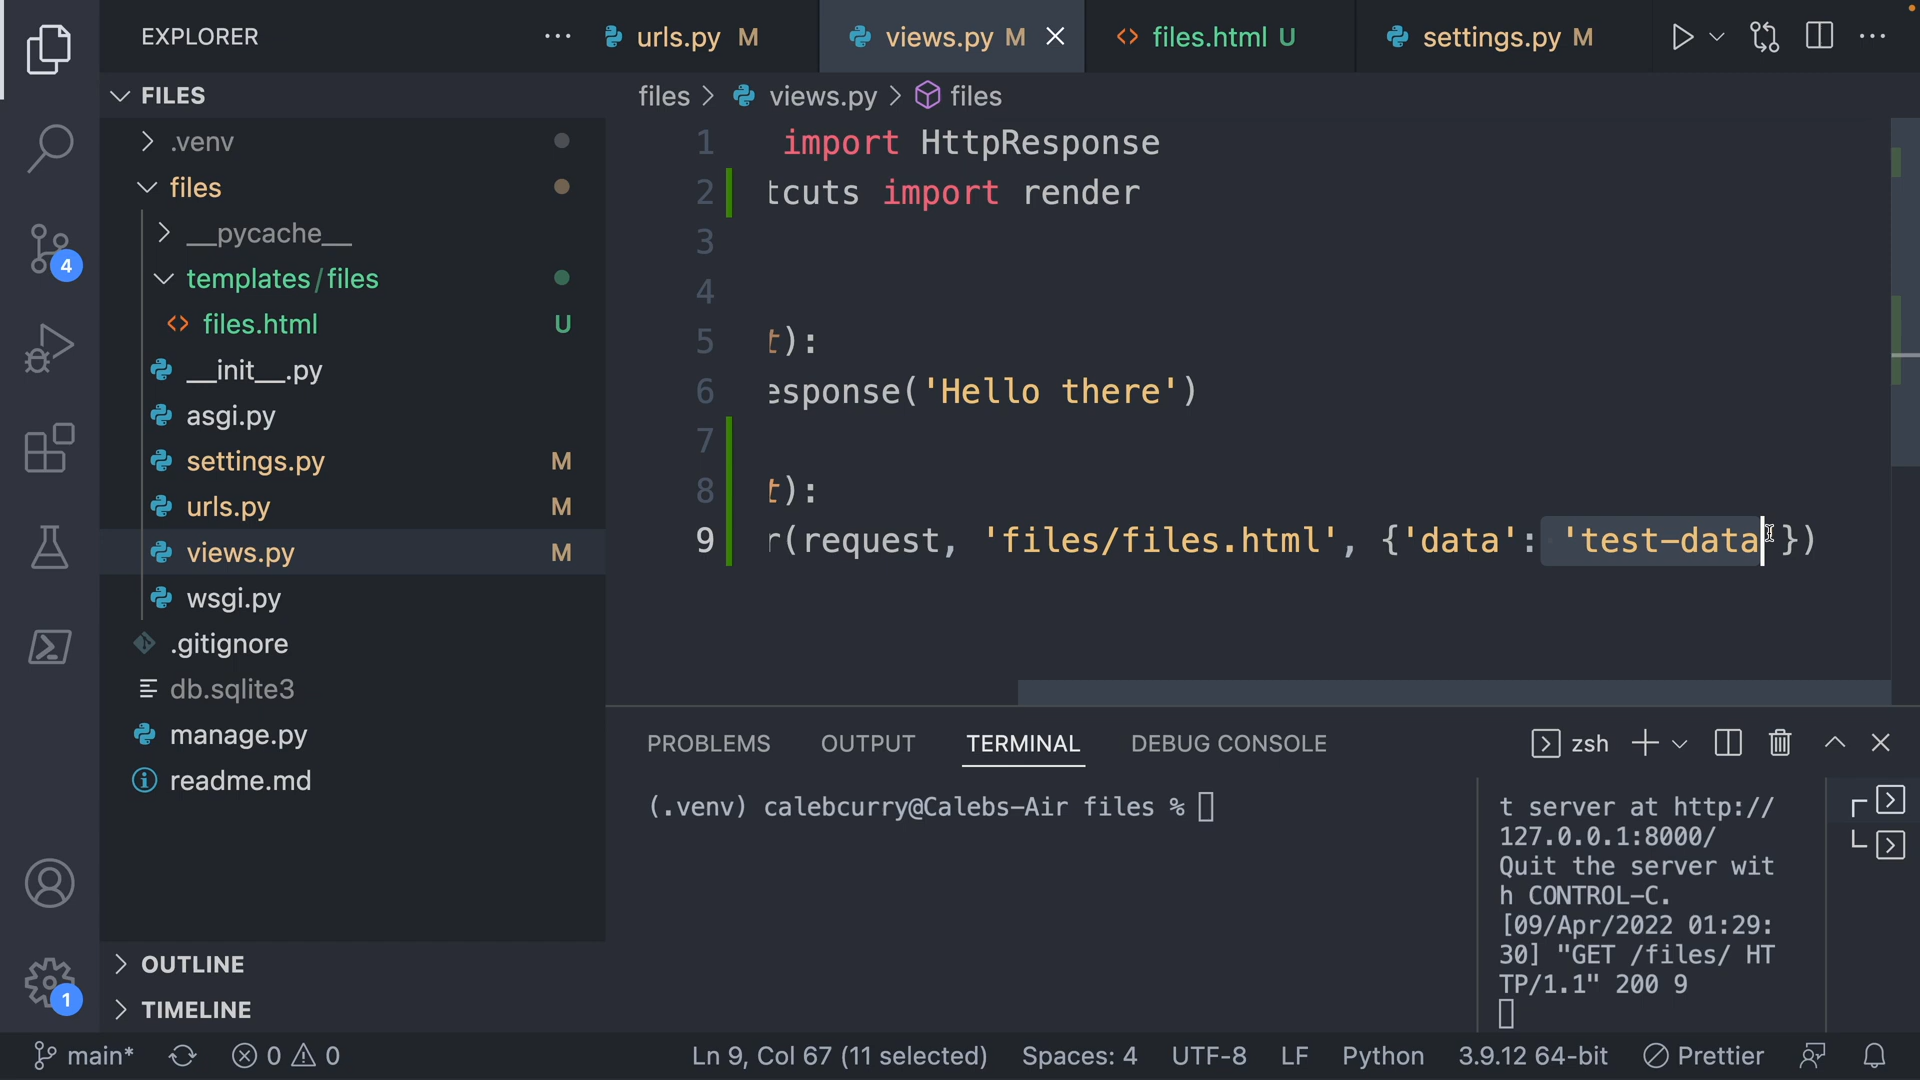 EXPLORER
urls.py M
views.py M
files.html U
settings.py M
FILES
files > views.py > files
.venv
files
__pycache__
templates/files
files.html U
__init__.py
asgi.py
settings.py M
urls.py M
views.py M
wsgi.py
.gitignore
db.sqlite3
manage.py
readme.md
OUTLINE
TIMELINE
4
1
1 import HttpResponse
2 tcuts import render
3
4
5 t):
6 esponse('Hello there')
7
8 t):
9 r(request, 'files/files.html', {'data': 'test-data'})
PROBLEMS OUTPUT TERMINAL DEBUG CONSOLE
zsh
(.venv) calebcurry@Calebs-Air files %
t server at http://
127.0.0.1:8000/
Quit the server wit
h CONTROL-C.
[09/Apr/2022 01:29:
30] "GET /files/ HT
TP/1.1" 200 9
main* 0 0 Ln 9, Col 67 (11 selected) Spaces: 4 UTF-8 LF Python 3.9.12 64-bit Prettier